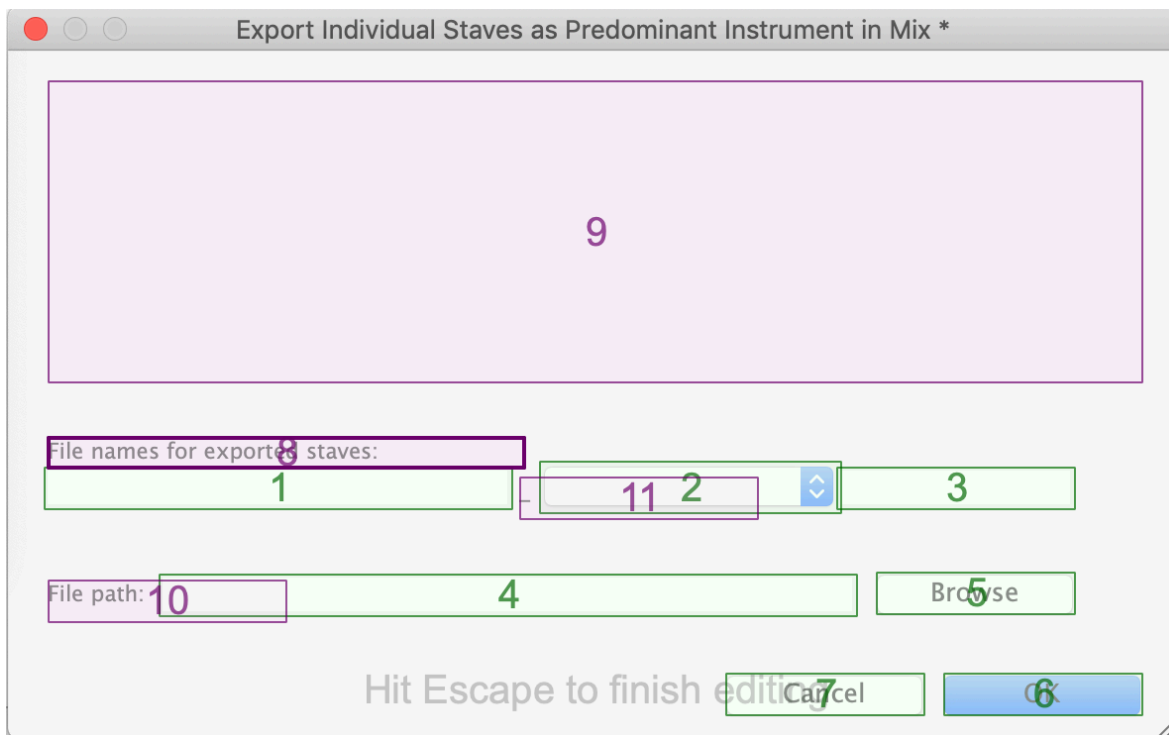 Export Individual Staves as Predominant Instrument in Mix *
9
File names for exported staves:
8
1
-
11
2
3
File path:
10
4
Browse
5
Hit Escape to finish editing
Cancel
7
OK
6